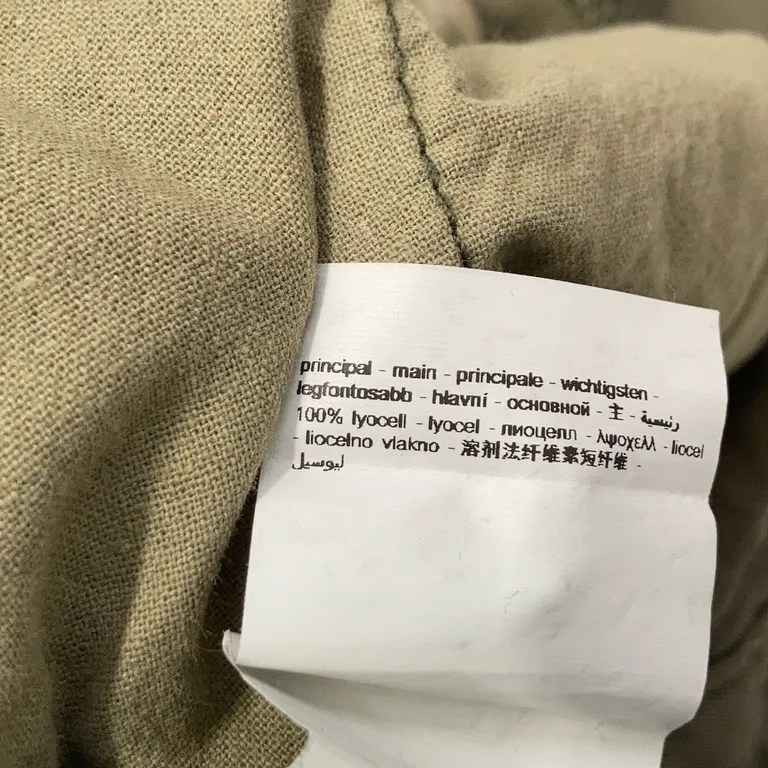 principal - main - principale - wichtigsten -
legfontosabb - hlavní - основной - 主 - رئيسية
100% lyocell - lyocel - лиоцелл - λψοχελλ - liocel
- liocelno vlakno - 溶剂法纤维素短纤维 -
ليوسيل